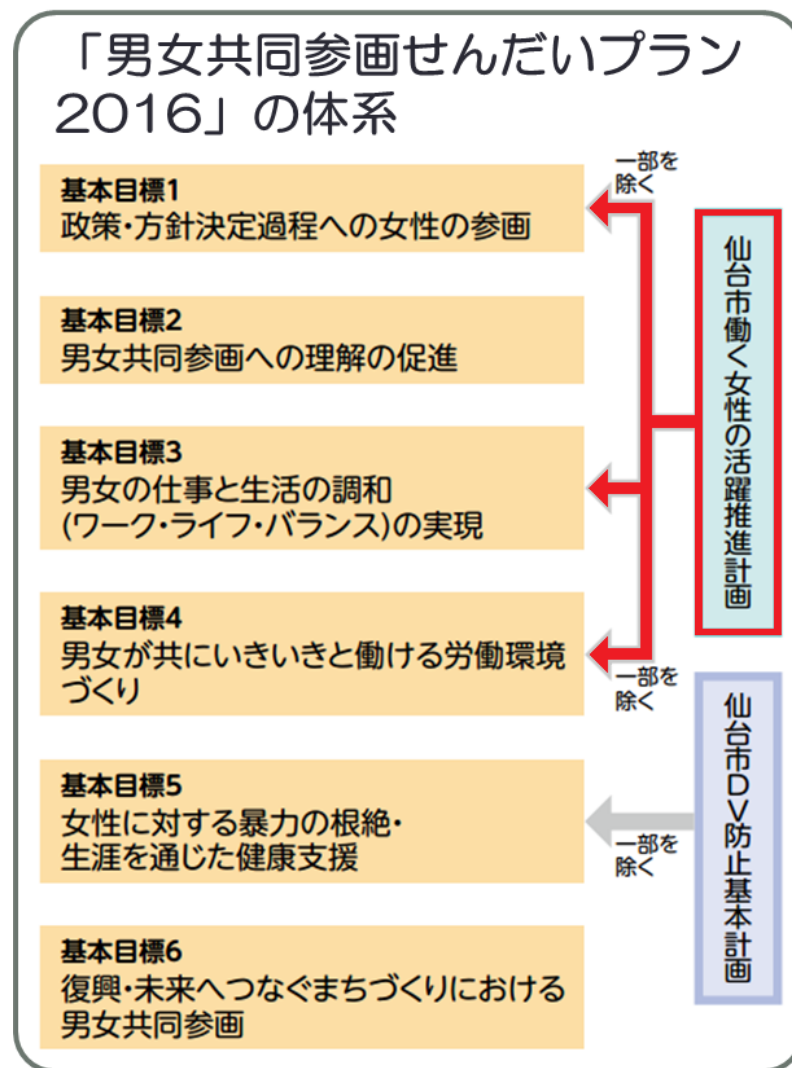 「男女共同参画せんだいプラン
2016」の体系
基本目標1
政策・方針決定過程への女性の参画
一部を
除く
基本目標2
男女共同参画への理解の促進
基本目標3
男女の仕事と生活の調和
(ワーク・ライフ・バランス)の実現
基本目標4
男女が共にいきいきと働ける労働環境
づくり
一部を
除く
仙台市働く女性の活躍推進計画
基本目標5
女性に対する暴力の根絶・
生涯を通じた健康支援
一部を
除く
仙台市DV防止基本計画
基本目標6
復興・未来へつなぐまちづくりにおける
男女共同参画